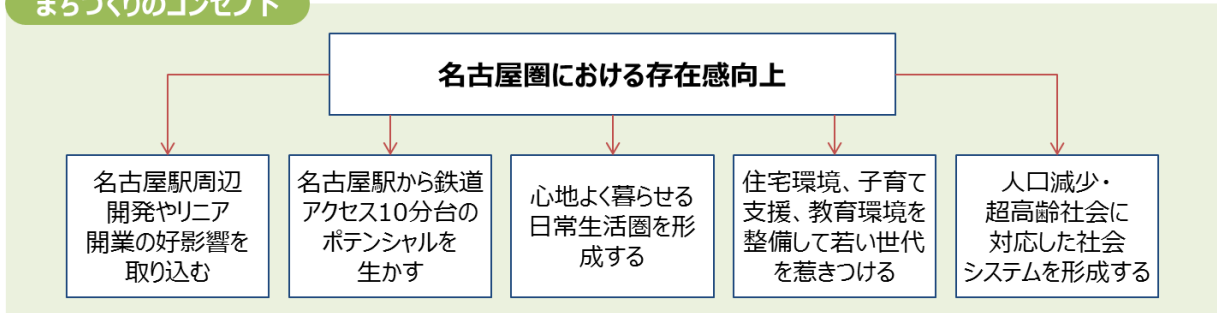 まちづくりのコンセプト
名古屋圏における存在感向上
名古屋駅周辺
開発やリニア
開業の好影響を
取り込む
名古屋駅から鉄道
アクセス10分台の
ポテンシャルを
生かす
心地よく暮らせる
日常生活圏を形
成する
住宅環境、子育て
支援、教育環境を
整備して若い世代
を惹きつける
人口減少・
超高齢社会に
対応した社会
システムを形成する